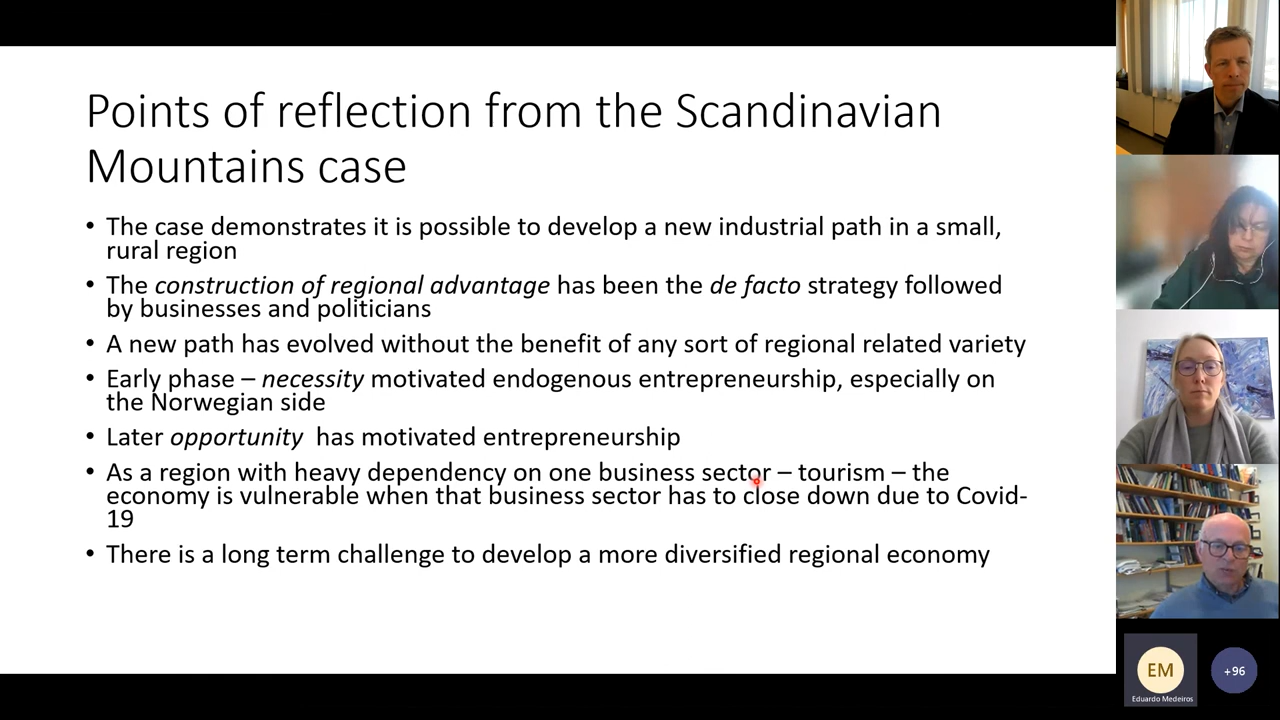 Points of reflection from the Scandinavian
Mountains case
• The case demonstrates it is possible to develop a new industrial path in a small,
rural region
• The construction of regional advantage has been the de facto strategy followed
by businesses and politicians
• A new path has evolved without the benefit of any sort of regional related variety
• Early phase – necessity motivated endogenous entrepreneurship, especially on
the Norwegian side
• Later opportunity has motivated entrepreneurship
• As a region with heavy dependency on one business sector – tourism – the
economy is vulnerable when that business sector has to close down due to Covid-
19
• There is a long term challenge to develop a more diversified regional economy
EM
Eduardo Medeiros
+96